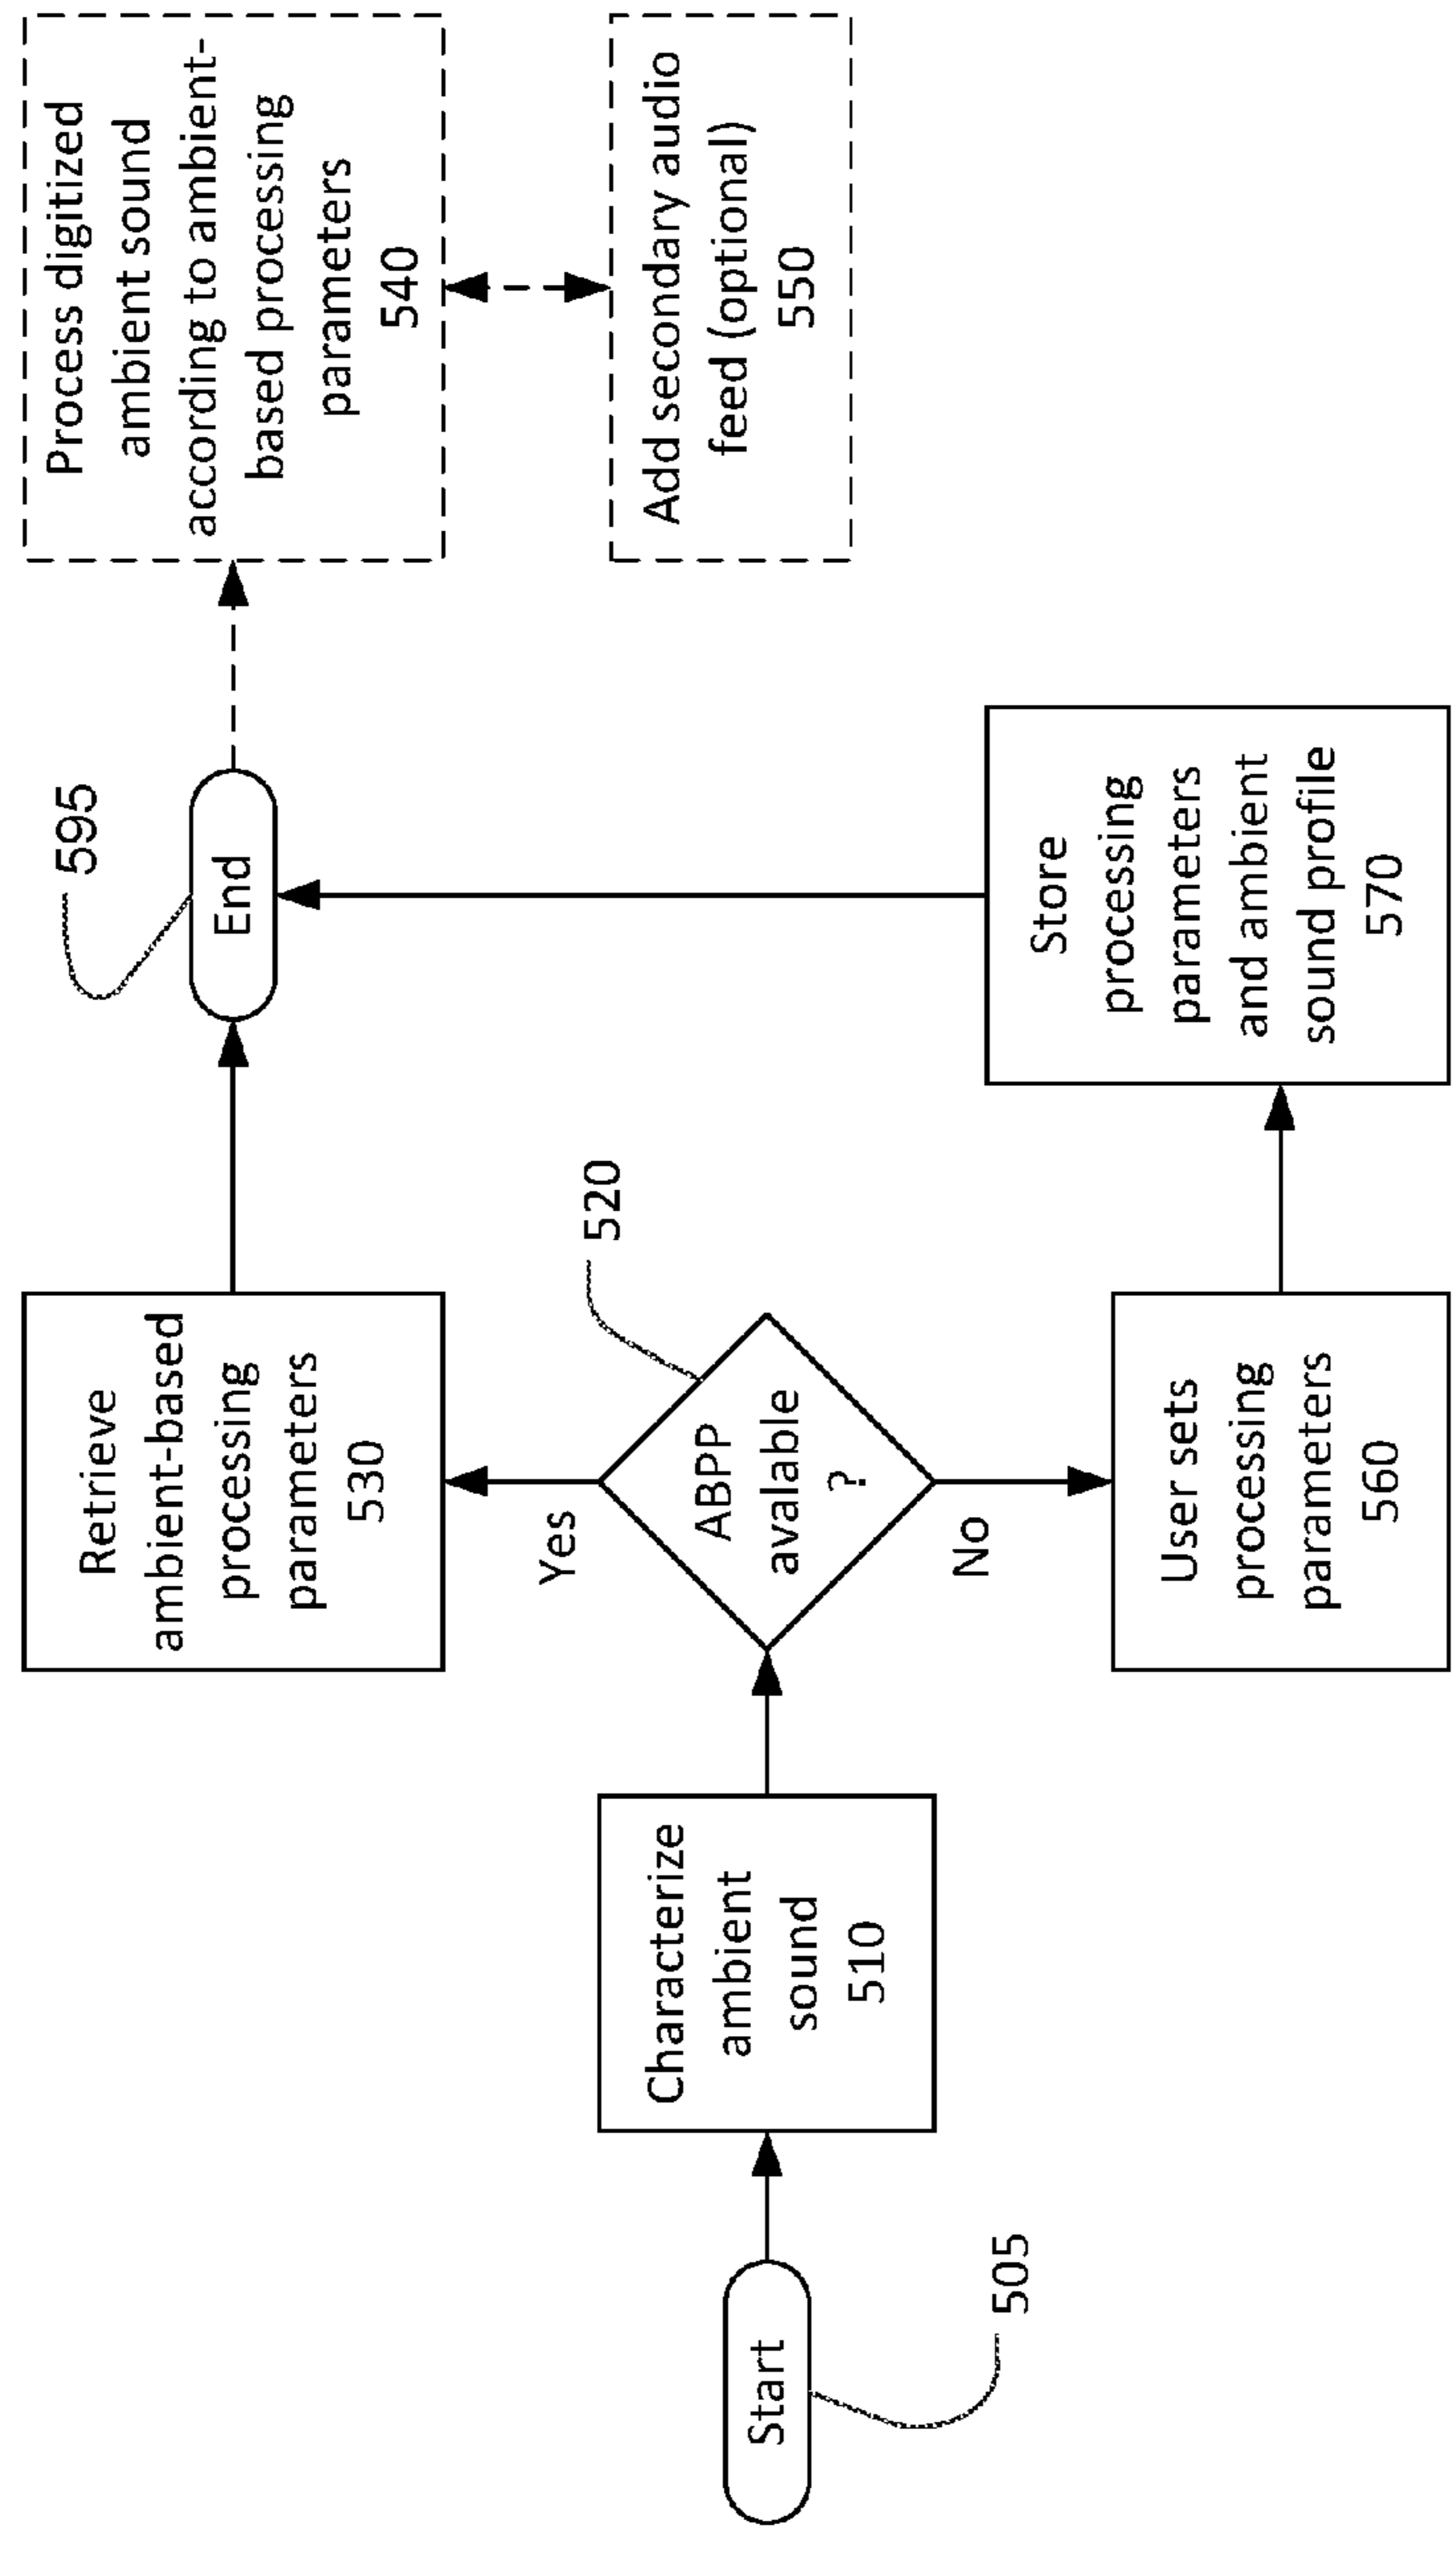 Start
505
Characterize
ambient
sound
510
ABPP
avalable
?
520
Yes
No
Retrieve
ambient-based
processing
parameters
530
User sets
processing
parameters
560
Store
processing
parameters
and ambient
sound profile
570
End
595
Process digitized
ambient sound
according to ambient-
based processing
parameters
540
Add secondary audio
feed (optional)
550